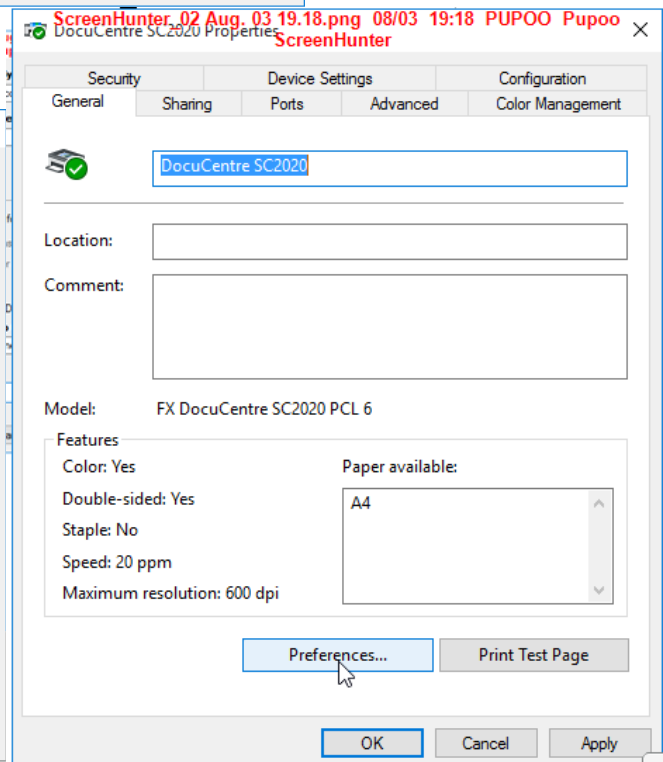 ScreenHunter_02 Aug. 03 19.18.png 08/03 19:18 PUPOO Pupoo
DocuCentre SC2020 Properties
ScreenHunter
Security Device Settings Configuration
General Sharing Ports Advanced Color Management
DocuCentre SC2020
Location:
Comment:
Model: FX DocuCentre SC2020 PCL 6
Features
Color: Yes Paper available:
Double-sided: Yes A4
Staple: No
Speed: 20 ppm
Maximum resolution: 600 dpi
Preferences... Print Test Page
OK Cancel Apply